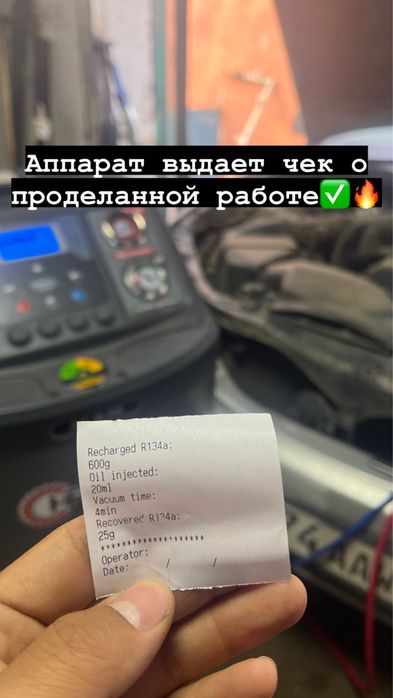 Аппарат выдает чек о
проделанной работе✅🔥
Recharged R134a:
600g
Oil injected:
20ml
Vacuum time:
4min
Recovered R134a:
25g
********************
Operator:
Date: / /